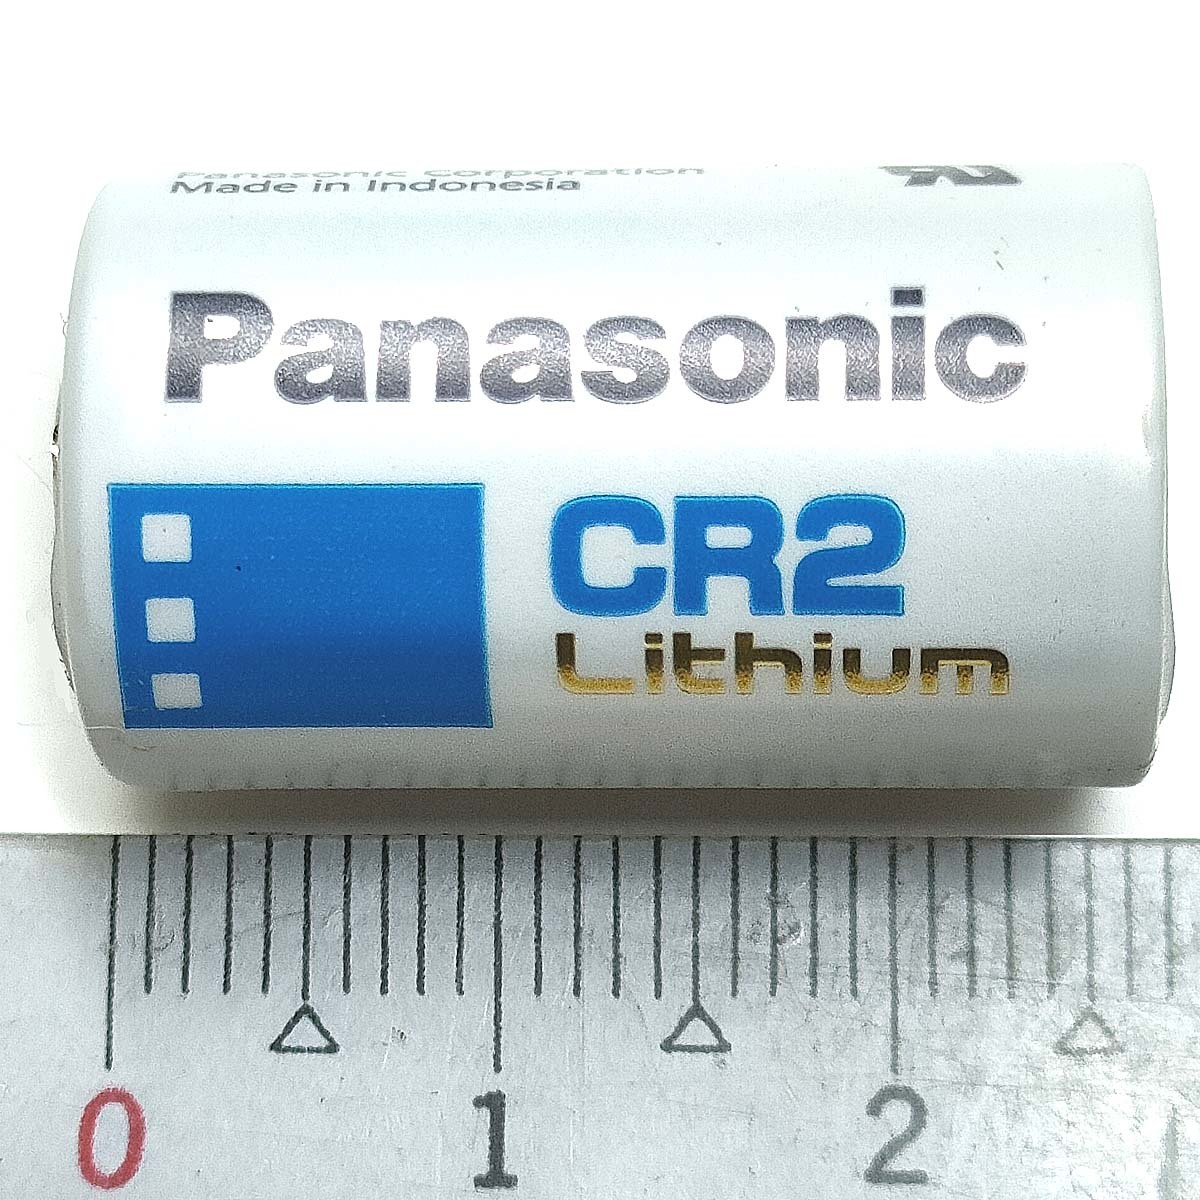 Panasonic Corporation
Made in Indonesia
Panasonic
CR2
Lithium
0 1 2